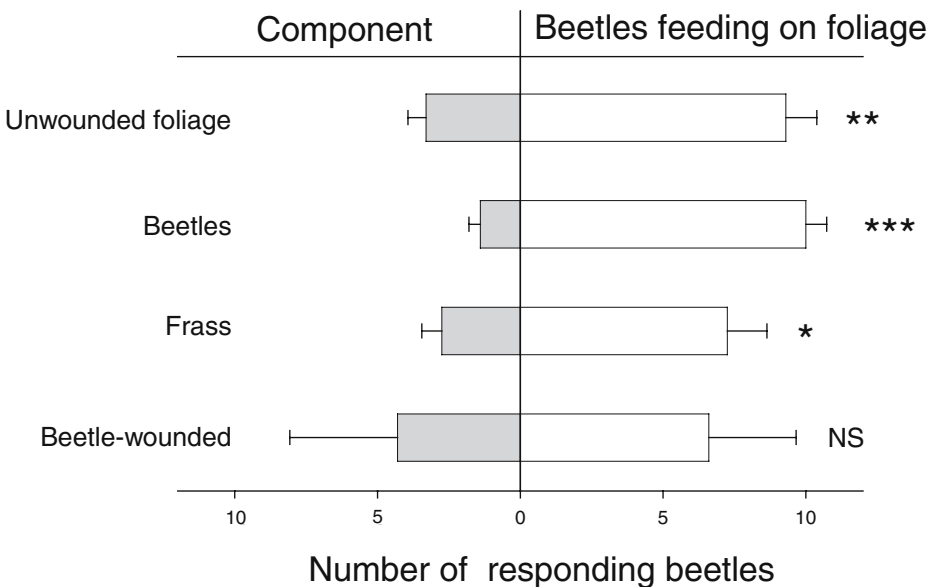 Component Beetles feeding on foliage
Unwounded foliage **
Beetles ***
Frass *
Beetle-wounded NS
10 5 0 5 10
Number of responding beetles